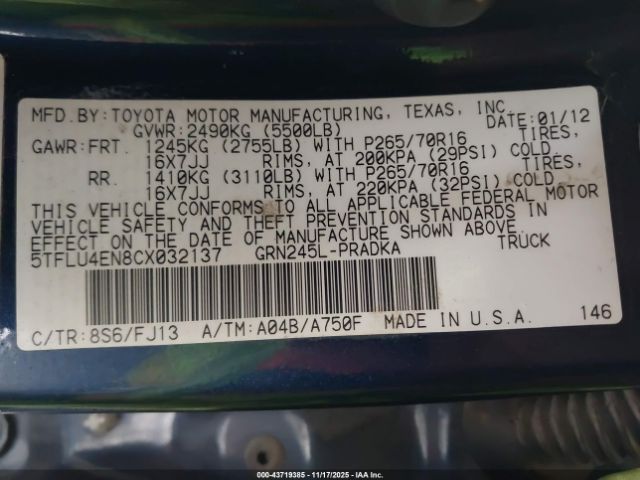 MFD.BY:TOYOTA MOTOR MANUFACTURING, TEXAS, INC.
GVWR:2490KG (5500LB) DATE:01/12
GAWR:FRT. 1245KG (2755LB) WITH P265/70R16 TIRES,
16X7JJ RIMS, AT 200KPA (29PSI) COLD.
RR. 1410KG (3110LB) WITH P265/70R16 TIRES,
16X7JJ RIMS, AT 220KPA (32PSI) COLD.
THIS VEHICLE CONFORMS TO ALL APPLICABLE FEDERAL MOTOR
VEHICLE SAFETY AND THEFT PREVENTION STANDARDS IN
EFFECT ON THE DATE OF MANUFACTURE SHOWN ABOVE.
5TFLU4EN8CX032137 GRN245L-PRADKA TRUCK
C/TR:8S6/FJ13 A/TM:A04B/A750F MADE IN U.S.A. 146
000-43719385 - 11/17/2025 - IAAI.COM